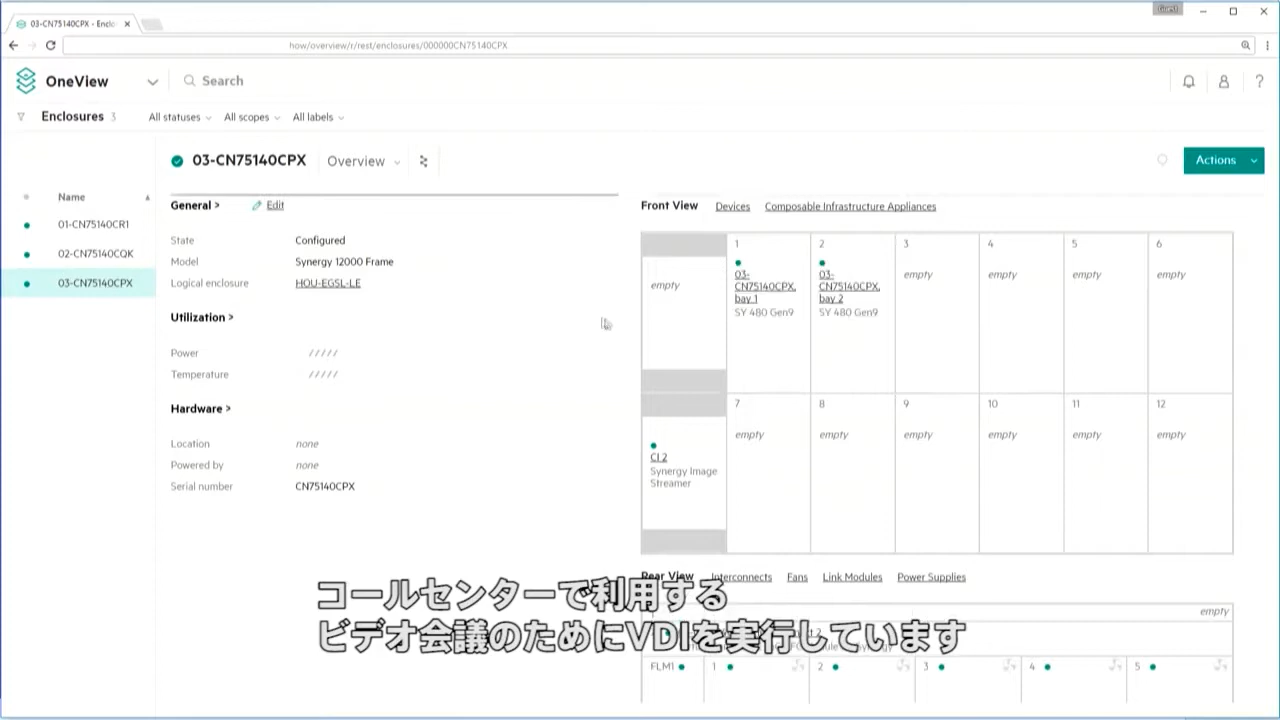 Guest
03-CN75140CPX - Enclo
how/overview/r/rest/enclosures/000000CN75140CPX
OneView
Search
?
Enclosures 3
All statuses
All scopes
All labels
03-CN75140CPX
Overview
Actions
Name
01-CN75140CR1
02-CN75140CQK
03-CN75140CPX
General >
Edit
State Configured
Model Synergy 12000 Frame
Logical enclosure HOU-EGSL-LE
Utilization >
Power /////
Temperature /////
Hardware >
Location none
Powered by none
Serial number CN75140CPX
Front View Devices Composable Infrastructure Appliances
empty
1
03-
CN75140CPX,
bay 1
SY 480 Gen9
2
03-
CN75140CPX,
bay 2
SY 480 Gen9
3
empty
4
empty
5
empty
6
empty
CI 2
Synergy Image
Streamer
7
empty
8
empty
9
empty
10
empty
11
empty
12
empty
Rear View Interconnects Fans Link Modules Power Supplies
empty
FLM1 1 2 3 4 5
コールセンターで利用する
ビデオ会議のためにVDIを実行しています